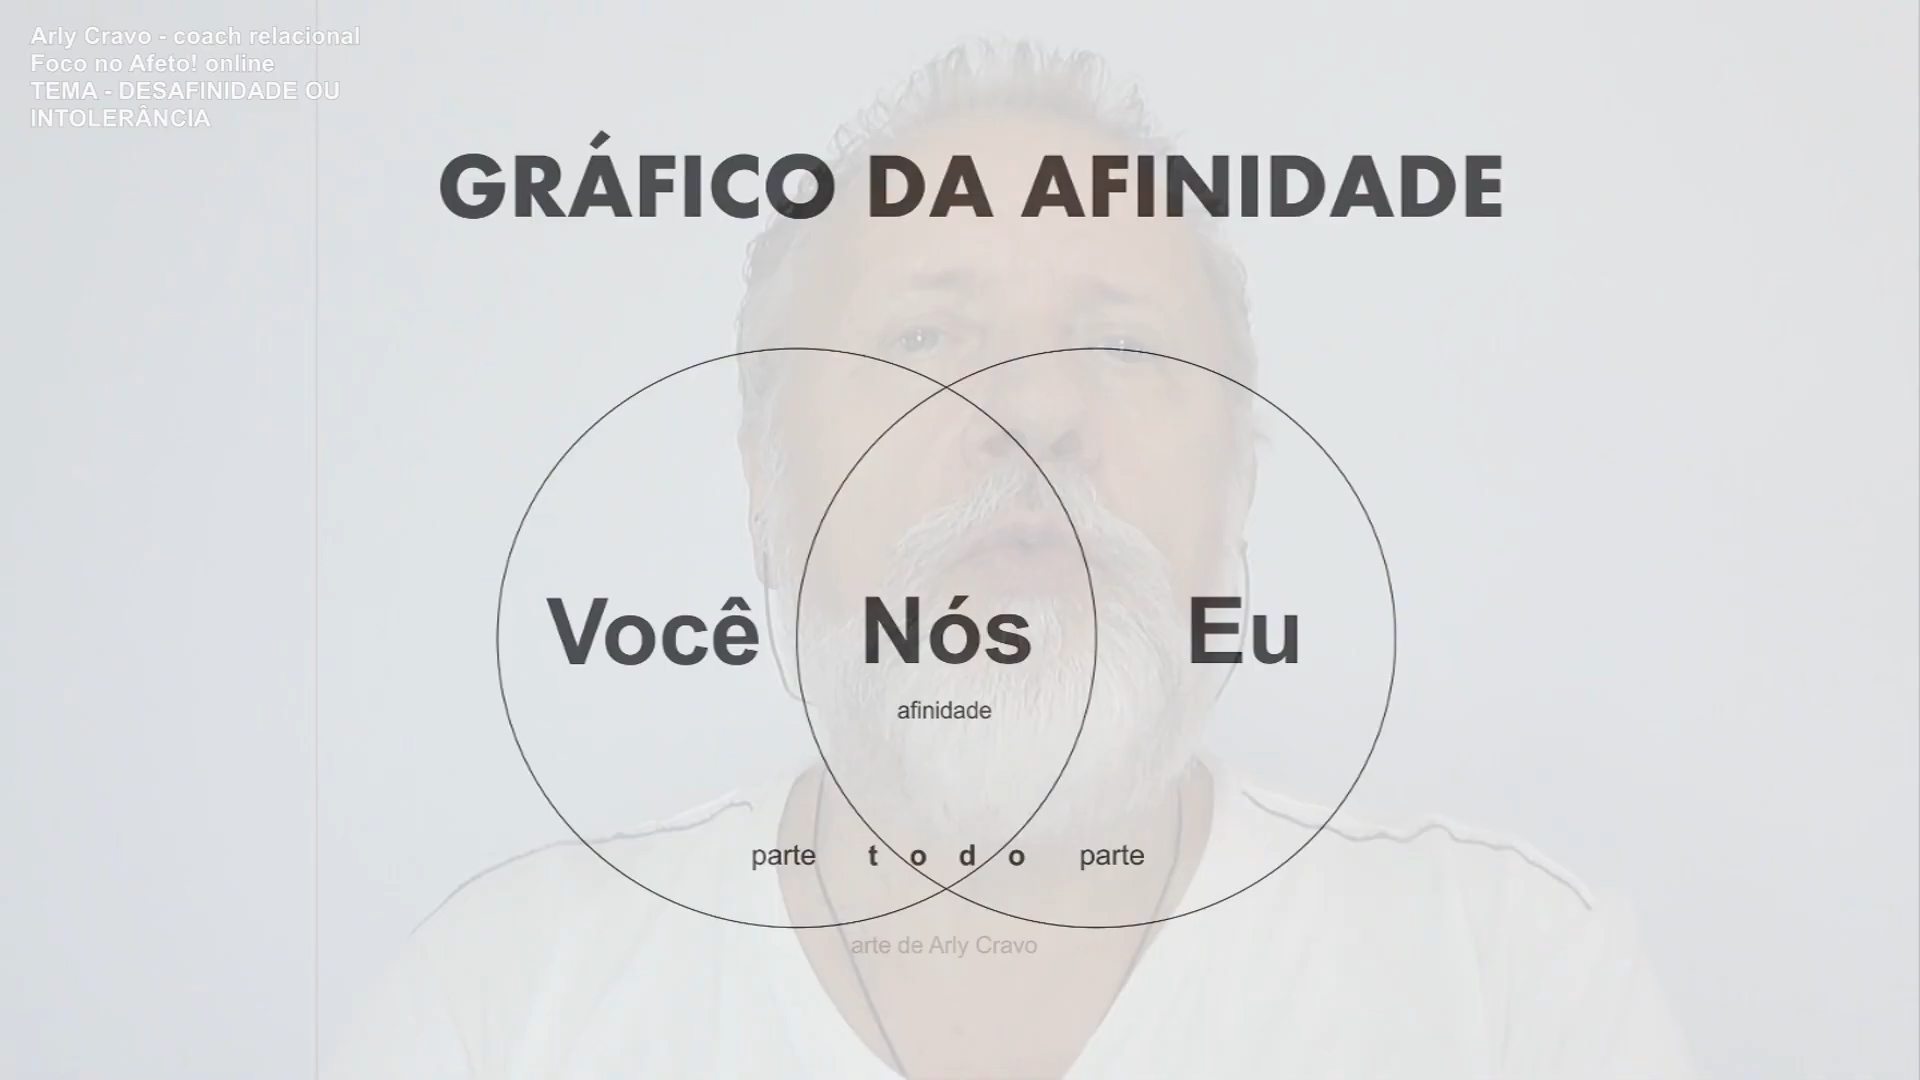 Arly Cravo - coach relacional
Foco no Afeto! online
TEMA - DESAFINIDADE OU
INTOLERÂNCIA
GRÁFICO DA AFINIDADE
Você Nós Eu
afinidade
parte t o d o parte
arte de Arly Cravo